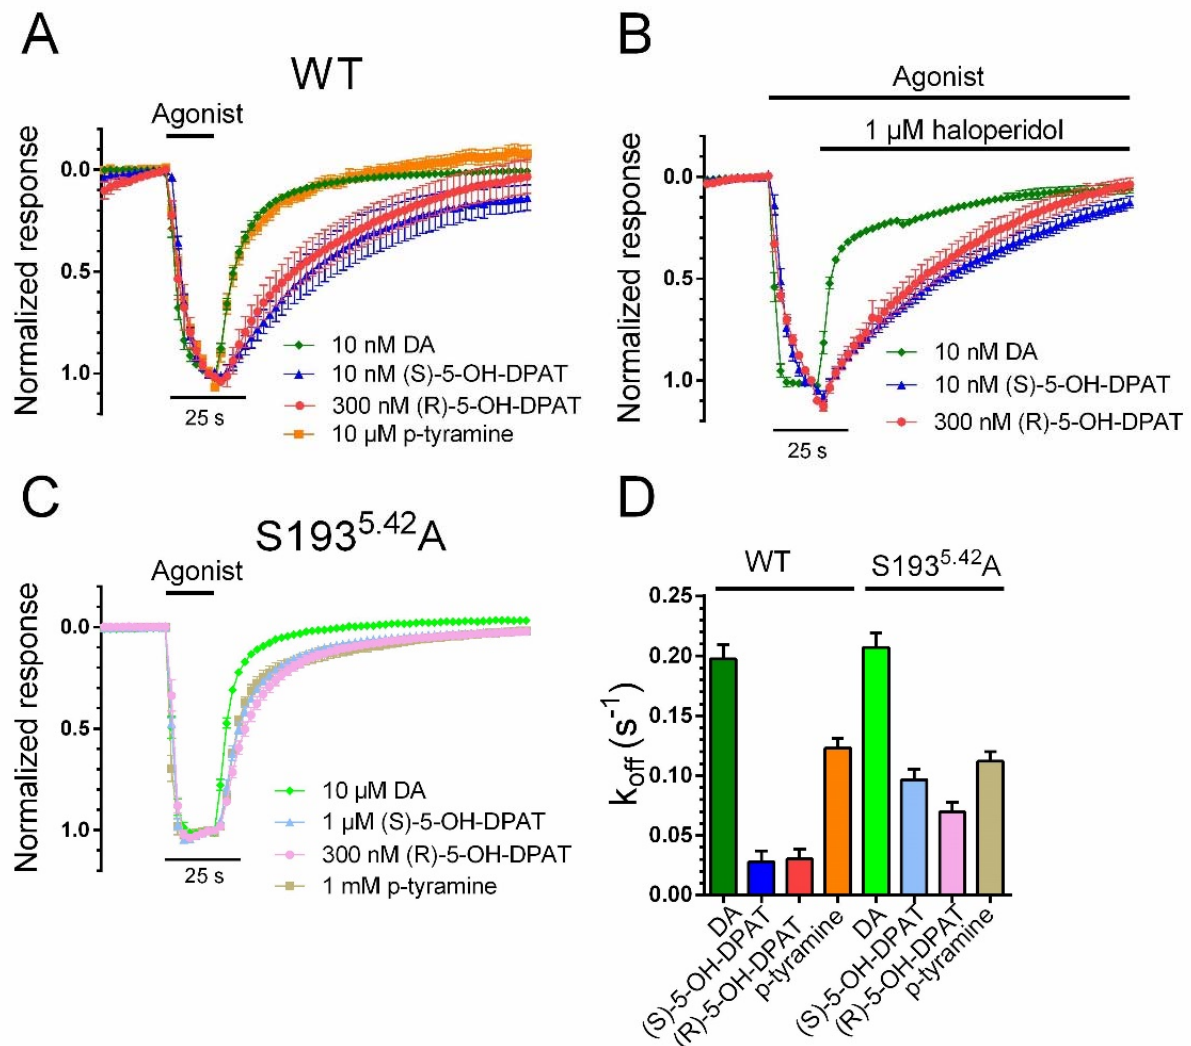 A
WT
Agonist
Normalized response
0.0
0.5
1.0
25 s
10 nM DA
10 nM (S)-5-OH-DPAT
300 nM (R)-5-OH-DPAT
10 µM p-tyramine
B
Agonist
1 µM haloperidol
Normalized response
0.0
0.5
1.0
25 s
10 nM DA
10 nM (S)-5-OH-DPAT
300 nM (R)-5-OH-DPAT
C
S193^5.42A
Agonist
Normalized response
0.0
0.5
1.0
25 s
10 µM DA
1 µM (S)-5-OH-DPAT
300 nM (R)-5-OH-DPAT
1 mM p-tyramine
D
WT
S193^5.42A
k_off (s^-1)
0.25
0.20
0.15
0.10
0.05
0.00
DA
(S)-5-OH-DPAT
(R)-5-OH-DPAT
p-tyramine
DA
(S)-5-OH-DPAT
(R)-5-OH-DPAT
p-tyramine